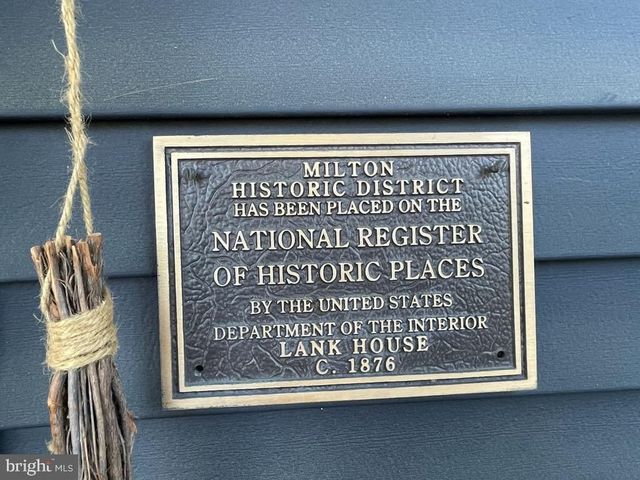 MILTON
HISTORIC DISTRICT
HAS BEEN PLACED ON THE
NATIONAL REGISTER
OF HISTORIC PLACES
BY THE UNITED STATES
DEPARTMENT OF THE INTERIOR
LANK HOUSE
C. 1876
bright MLS